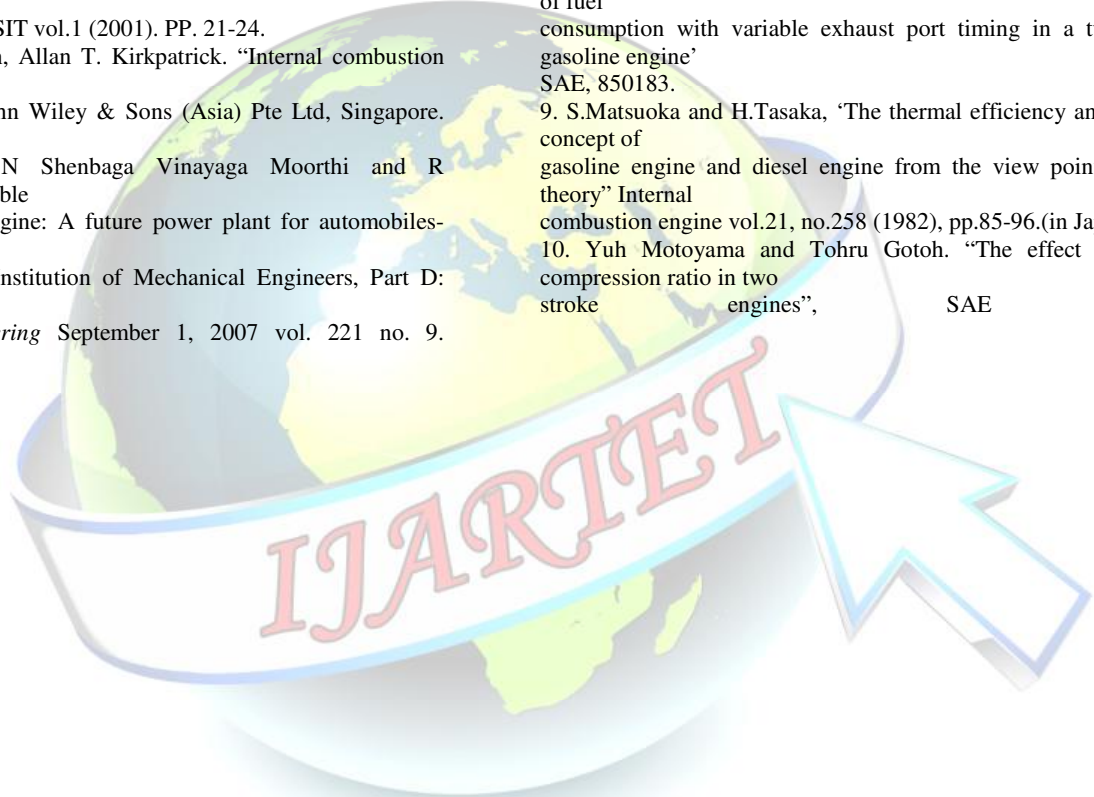 SIT vol.1 (2001). PP. 21-24.
, Allan T. Kirkpatrick. “Internal combustion
Wiley & Sons (Asia) Pte Ltd, Singapore.
N Shenbaga Vinayaga Moorthi and R
ble
gine: A future power plant for automobiles-
nstitution of Mechanical Engineers, Part D:
ering September 1, 2007 vol. 221 no. 9.
of fuel
consumption with variable exhaust port timing in a
gasoline engine’
SAE, 850183.
9. S.Matsuoka and H.Tasaka, ‘The thermal efficiency
concept of
gasoline engine and diesel engine from the view
theory” Internal
combustion engine vol.21, no.258 (1982), pp.85-96.(in
10. Yuh Motoyama and Tohru Gotoh. “The effect
compression ratio in two
stroke engines”, SAE
IJARTET